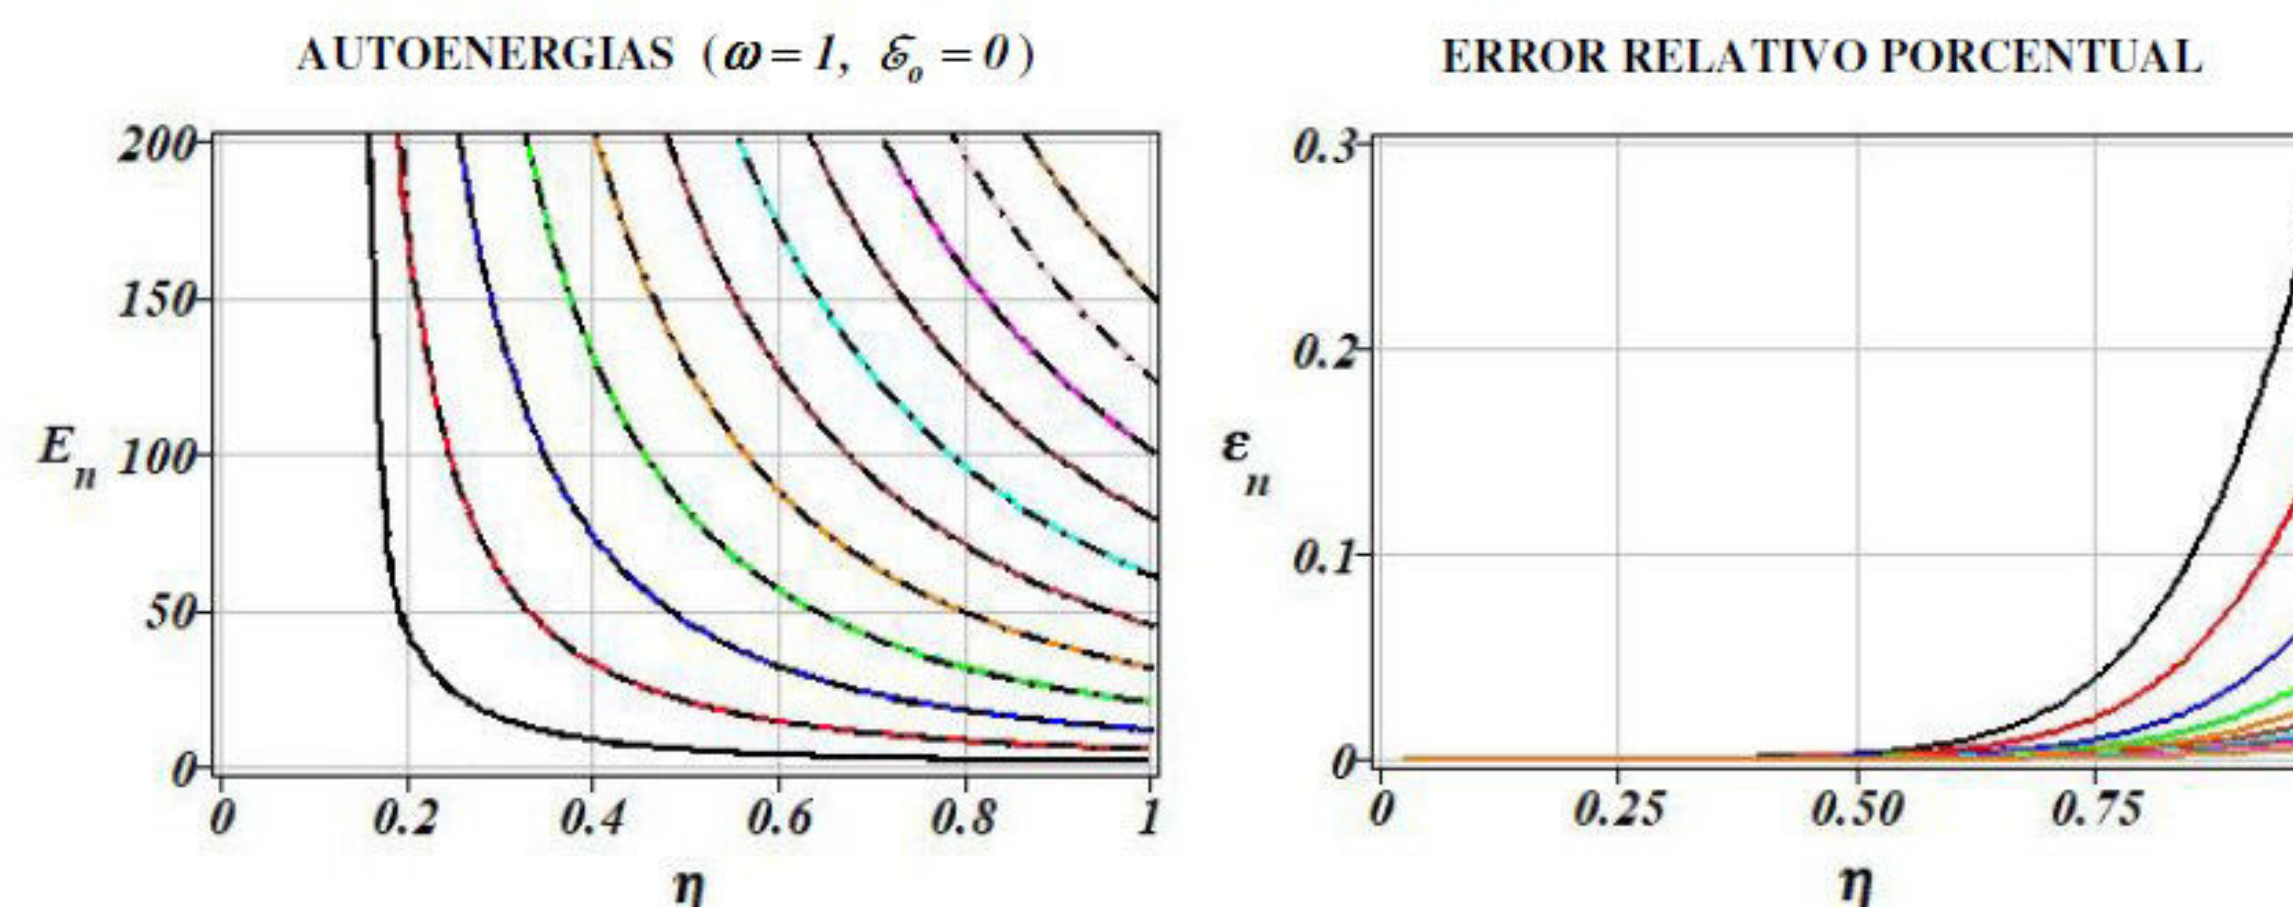 AUTOENERGIAS (ω = 1, ℰₒ = 0)
200
150
100
50
0
Eₙ
0 0.2 0.4 0.6 0.8 1
η
ERROR RELATIVO PORCENTUAL
0.3
0.2
0.1
0
εₙ
0 0.25 0.50 0.75
η